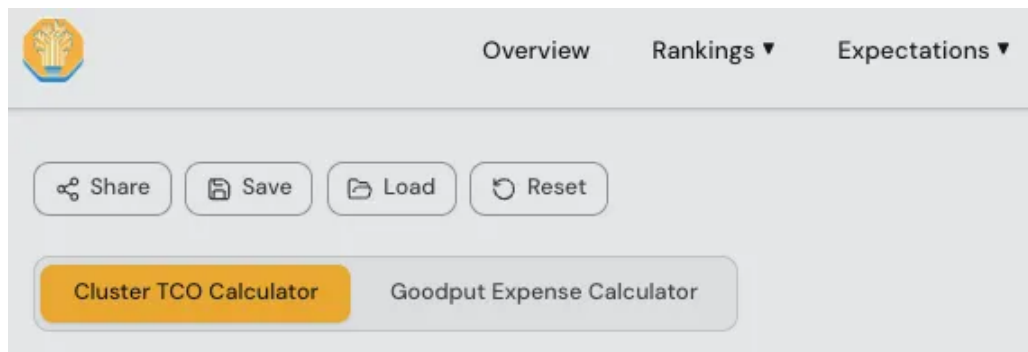 Overview Rankings ▼ Expectations ▼
Share Save Load Reset
Cluster TCO Calculator Goodput Expense Calculator